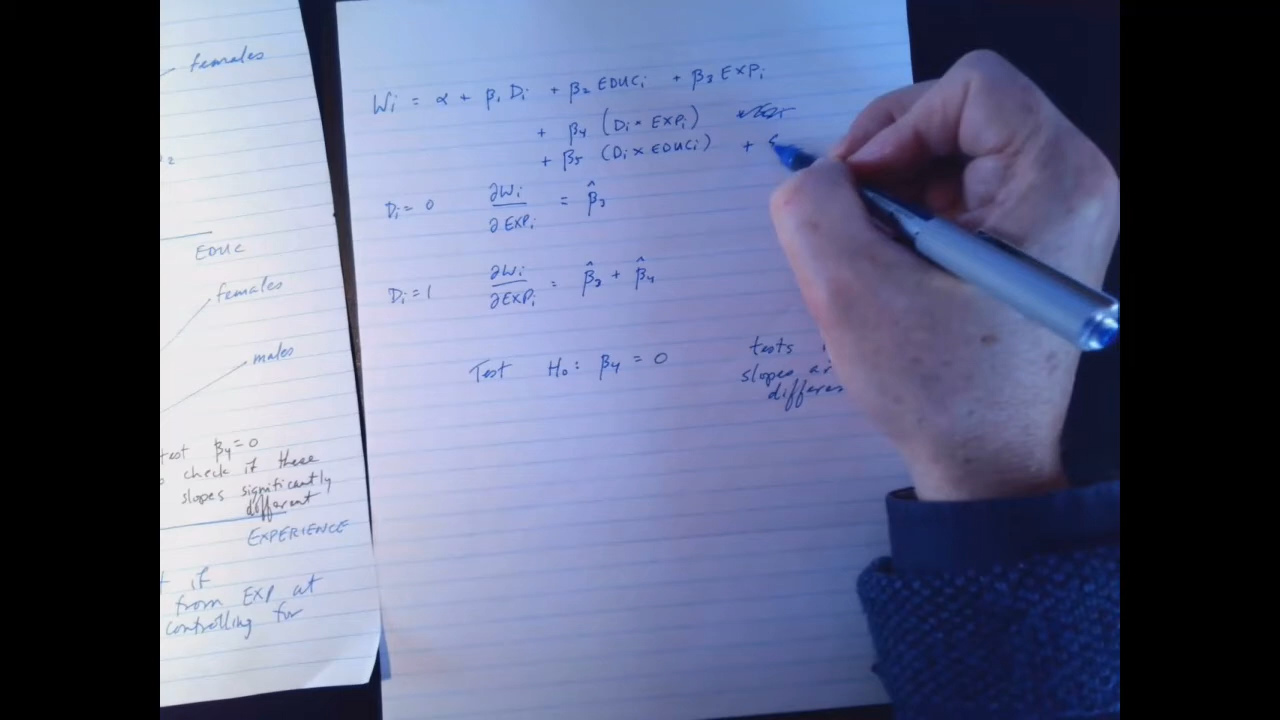 females
2
EDUC
females
males
test β₄ = 0
check if these
slopes significantly
different
EXPERIENCE
if
from EXP at
controlling for
Wi = α + β₁ Di + β₂ EDUCi + β₃ EXPi
+ β₄ (Di × EXPi)
+ β₅ (Di × EDUCi) +
Di = 0 ∂Wi / ∂EXPi = β̂₃
Di = 1 ∂Wi / ∂EXPi = β̂₃ + β̂₄
Test H₀: β₄ = 0
tests
slopes